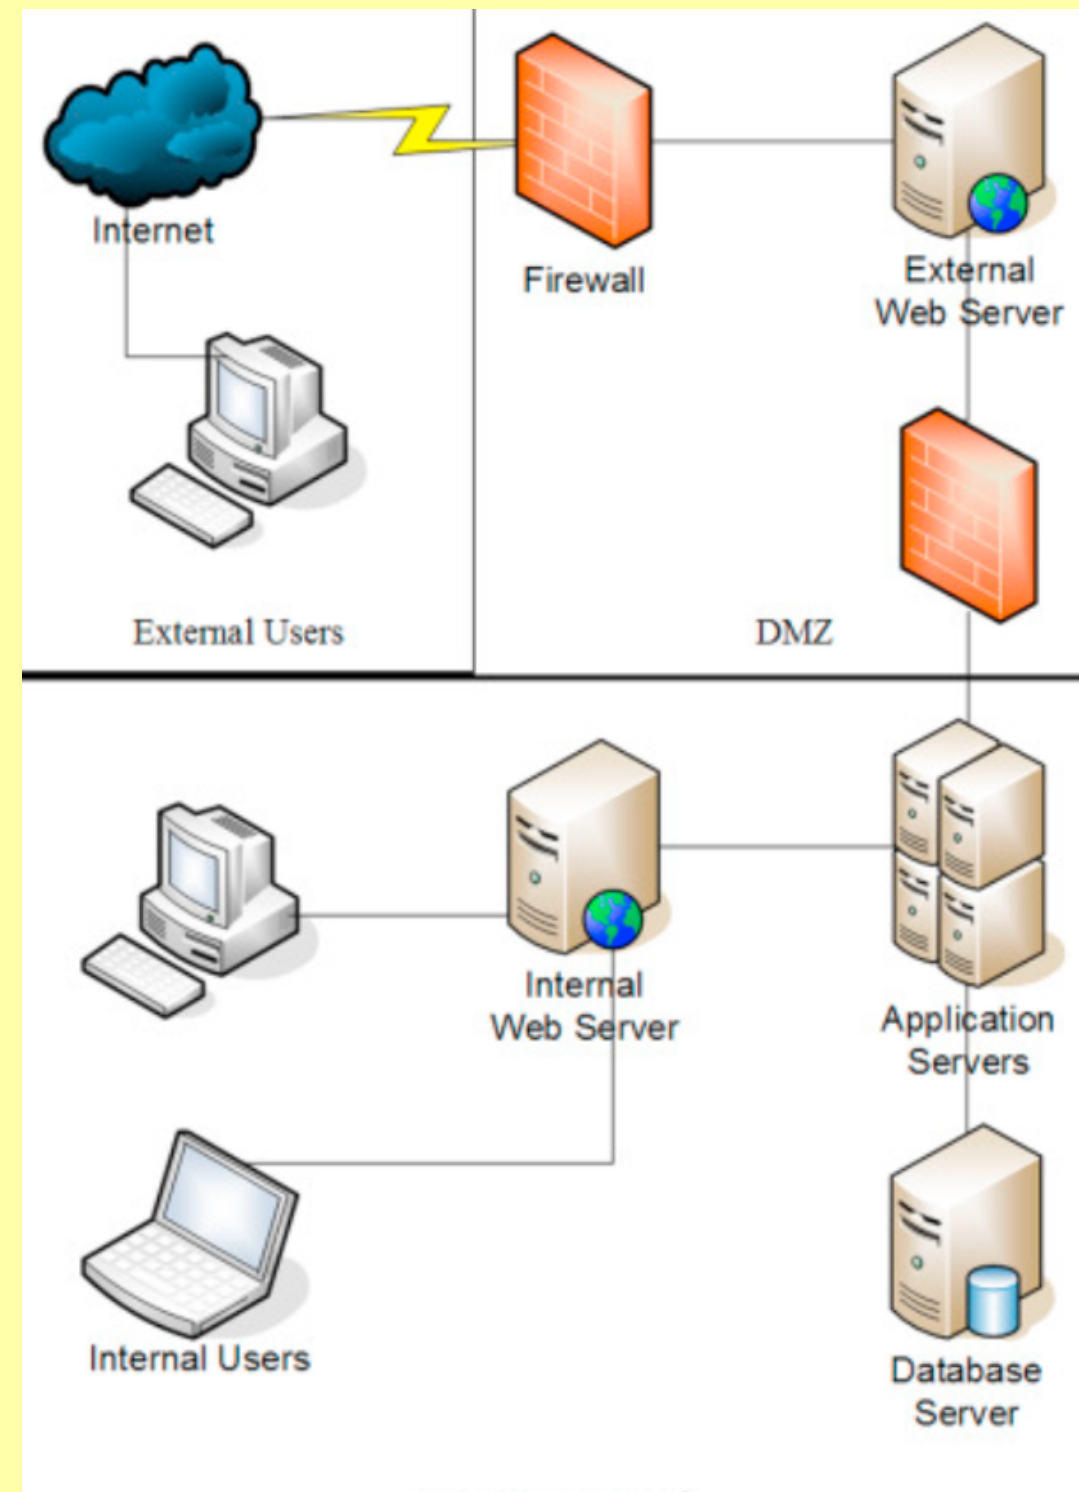 Internet
Firewall
External
Web Server
External Users
DMZ
Internal
Web Server
Application
Servers
Internal Users
Database
Server